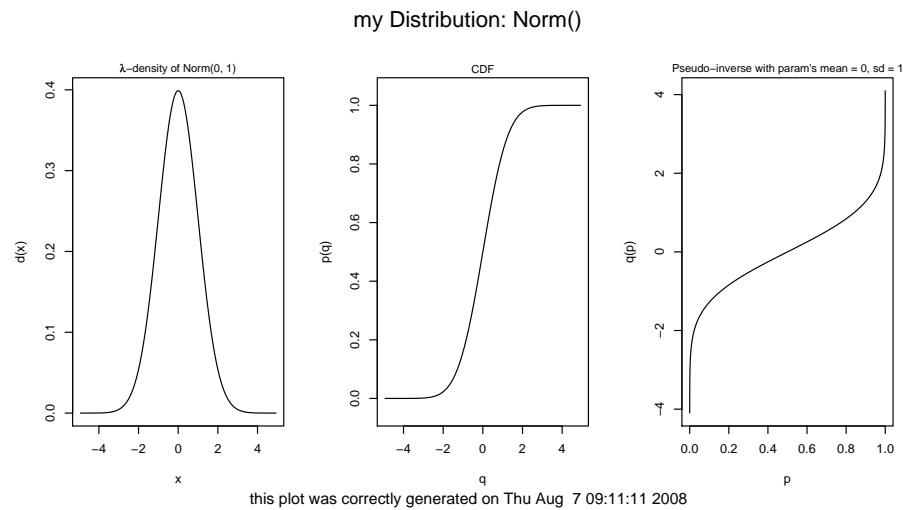 my Distribution: Norm()
λ−density of Norm(0, 1)
0.0 0.1 0.2 0.3 0.4
d(x)
−4 −2 0 2 4
x
CDF
0.0 0.2 0.4 0.6 0.8 1.0
p(q)
−4 −2 0 2 4
q
Pseudo−inverse with param's mean = 0, sd = 1
−4 −2 0 2 4
q(p)
0.0 0.2 0.4 0.6 0.8 1.0
p
this plot was correctly generated on Thu Aug 7 09:11:11 2008